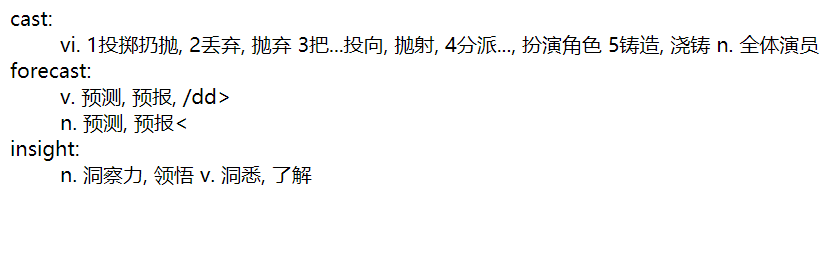 cast:
vi. 1投掷扔抛, 2丢弃, 抛弃 3把...投向, 抛射, 4分派..., 扮演角色 5铸造, 浇铸 n. 全体演员
forecast:
v. 预测, 预报, /dd>
n. 预测, 预报<
insight:
n. 洞察力, 领悟 v. 洞悉, 了解